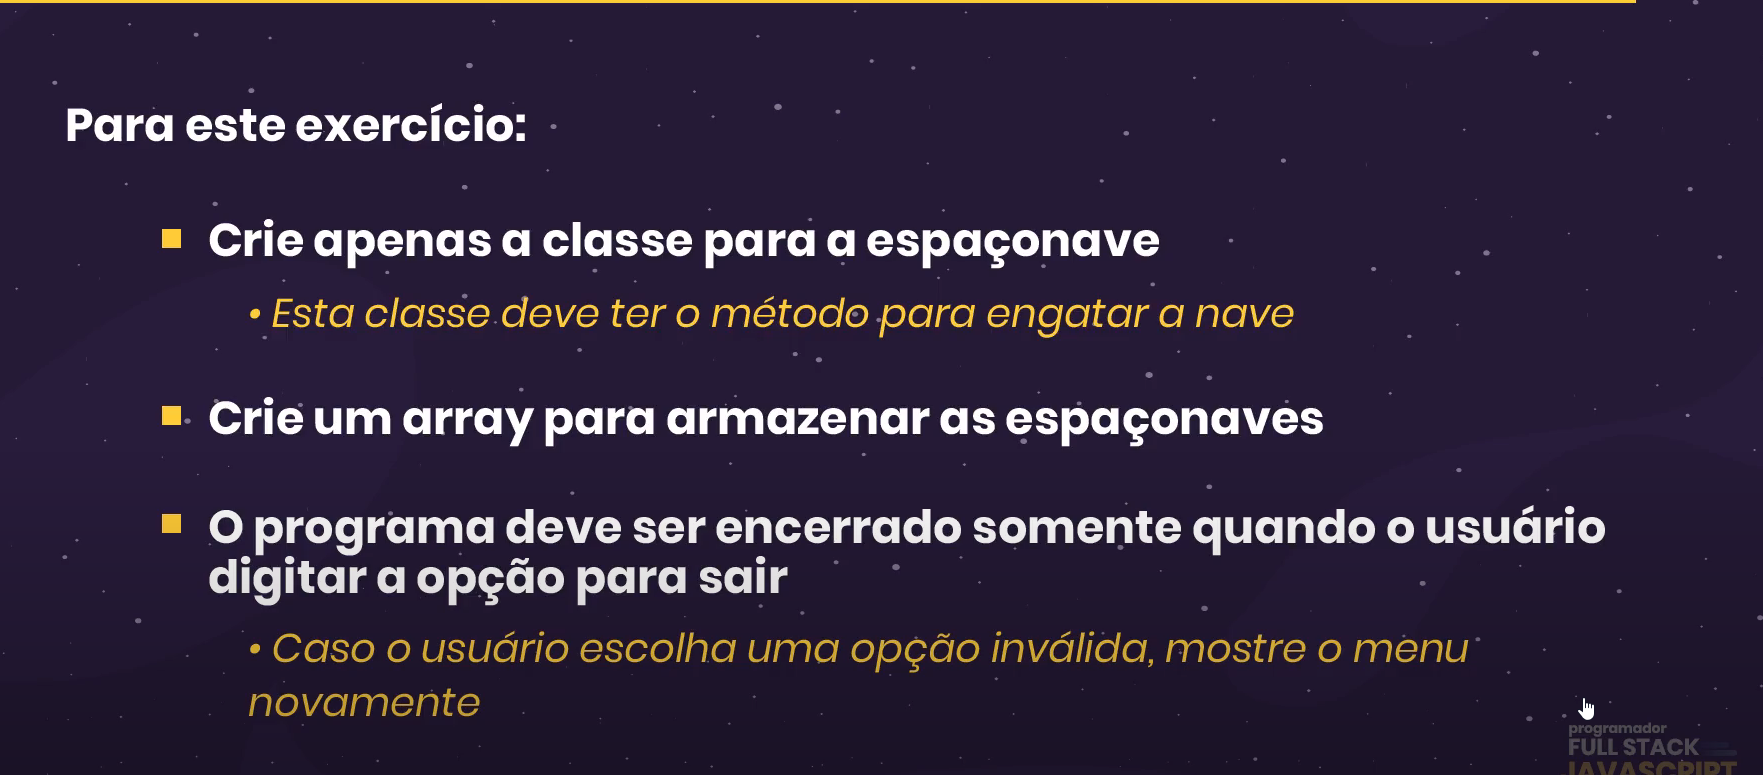 Para este exercício:
Crie apenas a classe para a espaçonave
• Esta classe deve ter o método para engatar a nave
Crie um array para armazenar as espaçonaves
O programa deve ser encerrado somente quando o usuário
digitar a opção para sair
• Caso o usuário escolha uma opção inválida, mostre o menu
novamente
programador
FULL STACK
JAVASCRIPT